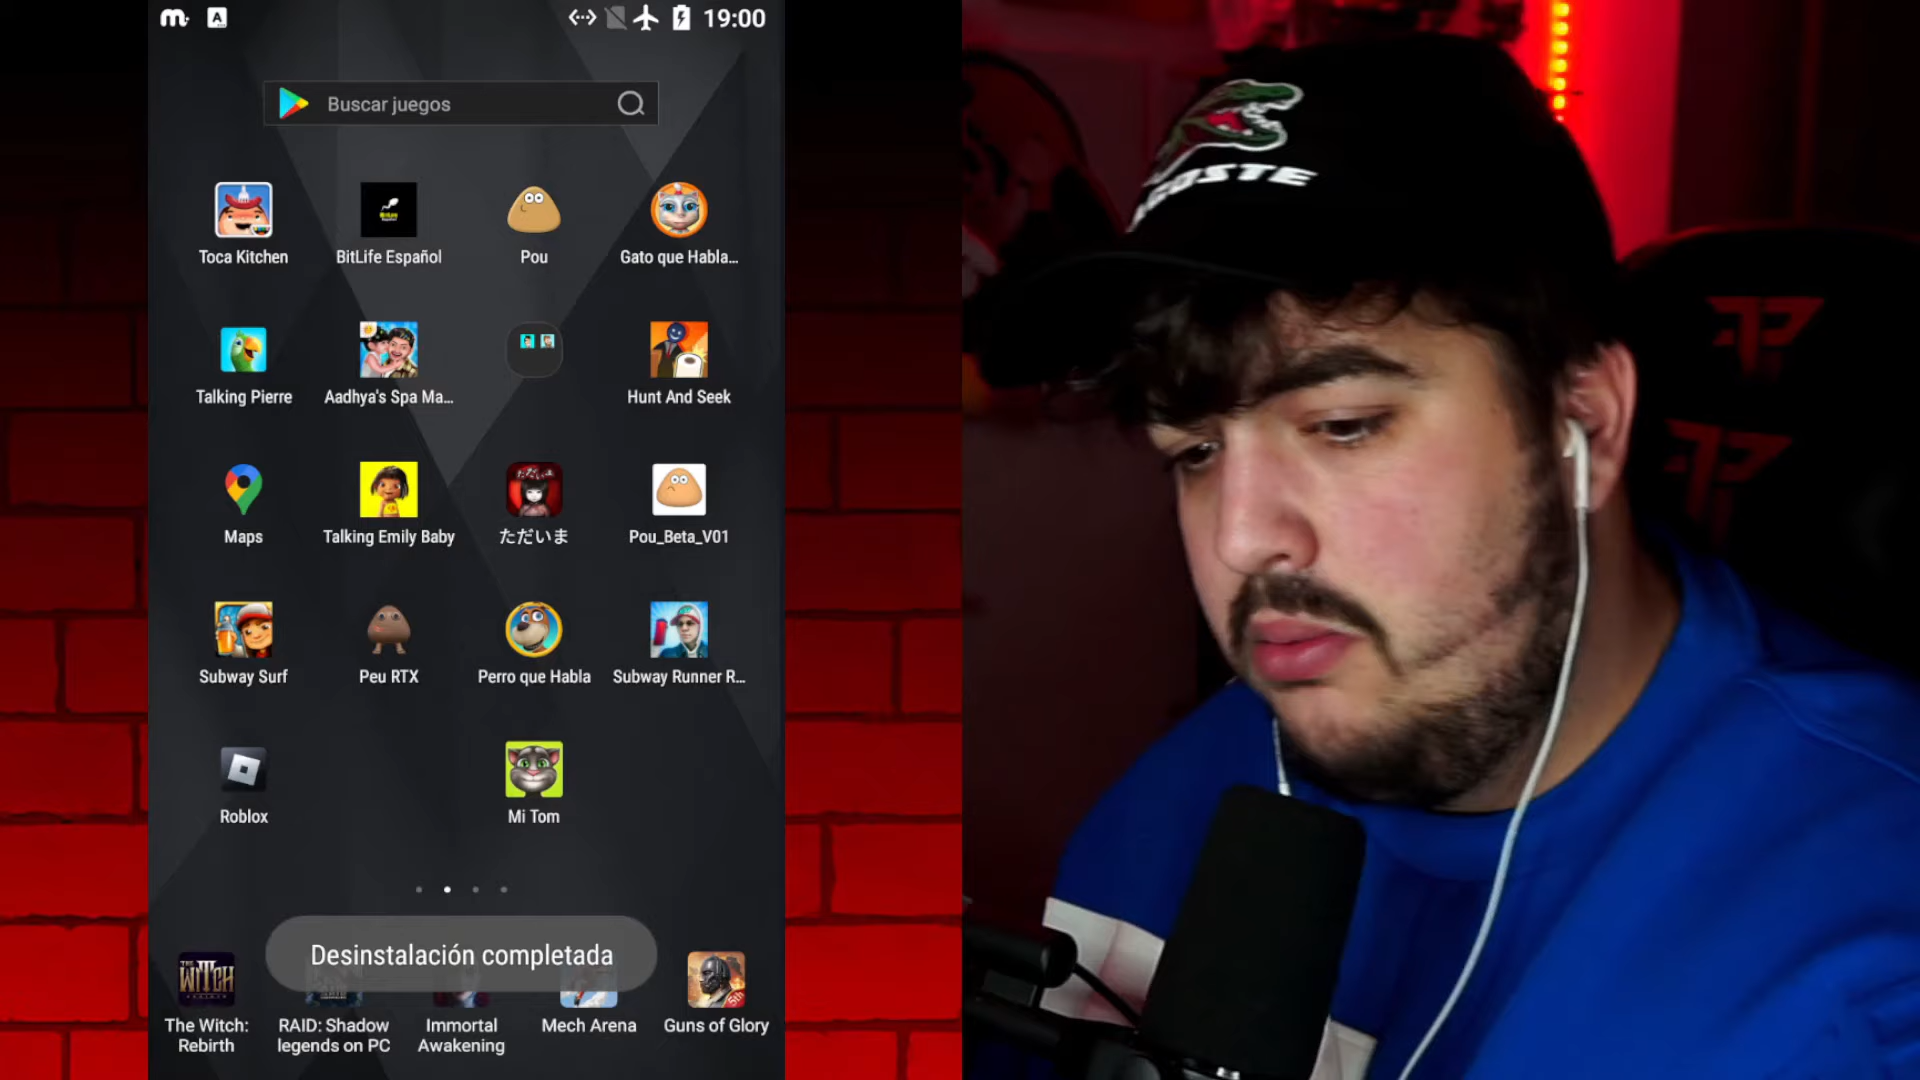 19:00
Buscar juegos
Toca Kitchen
BitLife Español
Pou
Gato que Habla...
Talking Pierre
Aadhya's Spa Ma...
Hunt And Seek
Maps
Talking Emily Baby
ただいま
Pou_Beta_V01
Subway Surf
Peu RTX
Perro que Habla
Subway Runner R...
Roblox
Mi Tom
Desinstalación completada
The Witch:
Rebirth
RAID: Shadow
legends on PC
Immortal
Awakening
Mech Arena
Guns of Glory